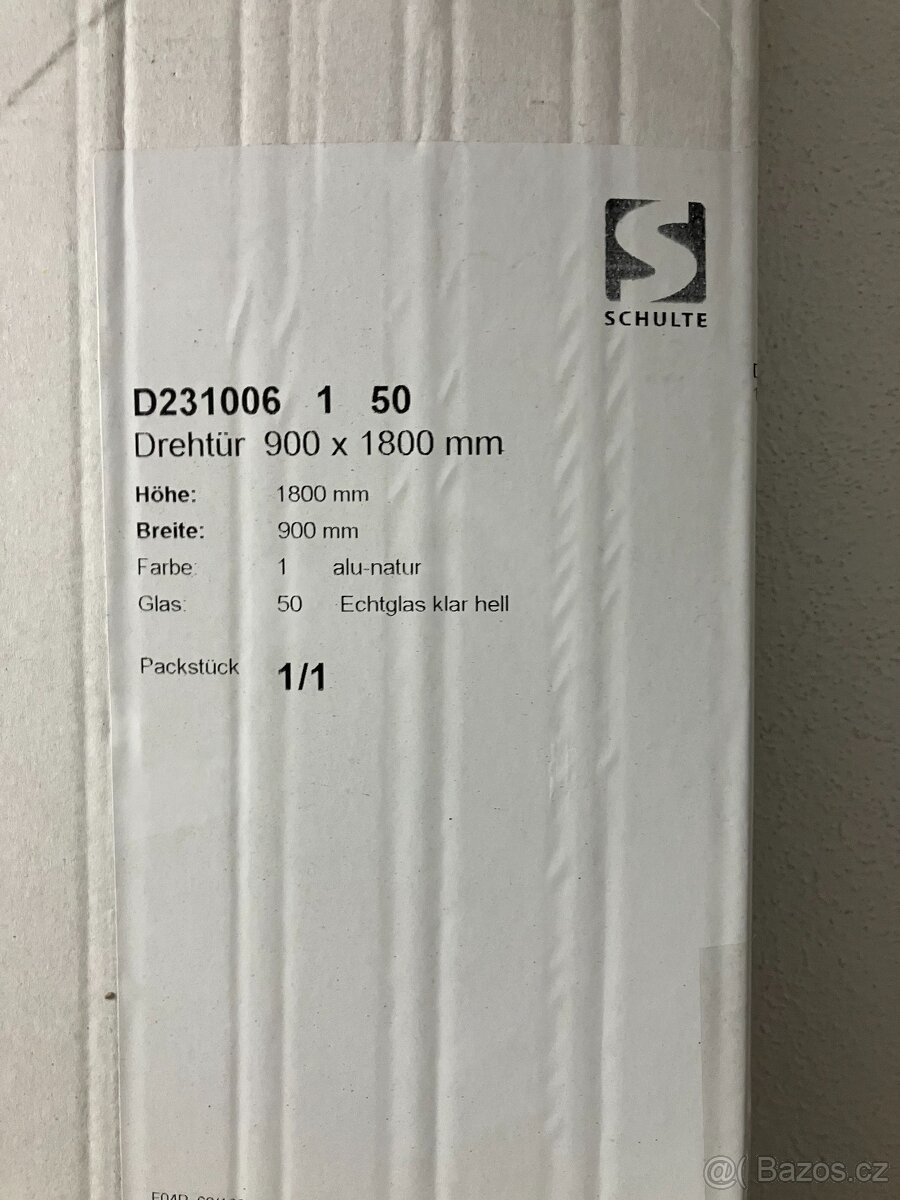 SCHULTE
D231006 1 50
Drehtür 900 x 1800 mm
Höhe: 1800 mm
Breite: 900 mm
Farbe: 1 alu-natur
Glas: 50 Echtglas klar hell
Packstück 1/1
@( Bazos.cz